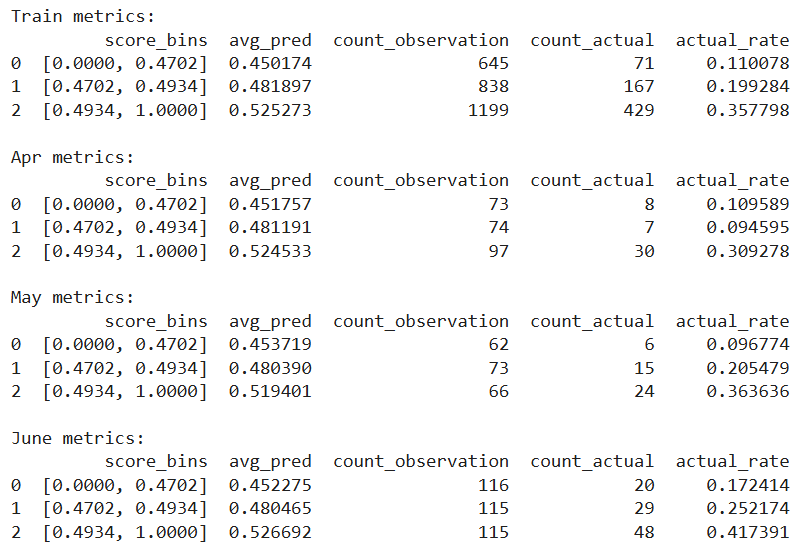 Train metrics:
score_bins avg_pred count_observation count_actual actual_rate
0 [0.0000, 0.4702] 0.450174 645 71 0.110078
1 [0.4702, 0.4934] 0.481897 838 167 0.199284
2 [0.4934, 1.0000] 0.525273 1199 429 0.357798
Apr metrics:
score_bins avg_pred count_observation count_actual actual_rate
0 [0.0000, 0.4702] 0.451757 73 8 0.109589
1 [0.4702, 0.4934] 0.481191 74 7 0.094595
2 [0.4934, 1.0000] 0.524533 97 30 0.309278
May metrics:
score_bins avg_pred count_observation count_actual actual_rate
0 [0.0000, 0.4702] 0.453719 62 6 0.096774
1 [0.4702, 0.4934] 0.480390 73 15 0.205479
2 [0.4934, 1.0000] 0.519401 66 24 0.363636
June metrics:
score_bins avg_pred count_observation count_actual actual_rate
0 [0.0000, 0.4702] 0.452275 116 20 0.172414
1 [0.4702, 0.4934] 0.480465 115 29 0.252174
2 [0.4934, 1.0000] 0.526692 115 48 0.417391